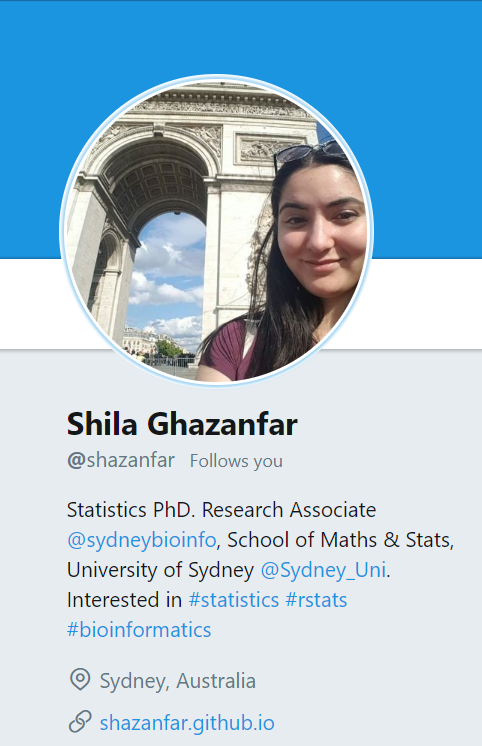 Shila Ghazanfar
@shazanfar Follows you
Statistics PhD. Research Associate
@sydneybioinfo, School of Maths & Stats,
University of Sydney @Sydney_Uni.
Interested in #statistics #rstats
#bioinformatics
Sydney, Australia
shazanfar.github.io